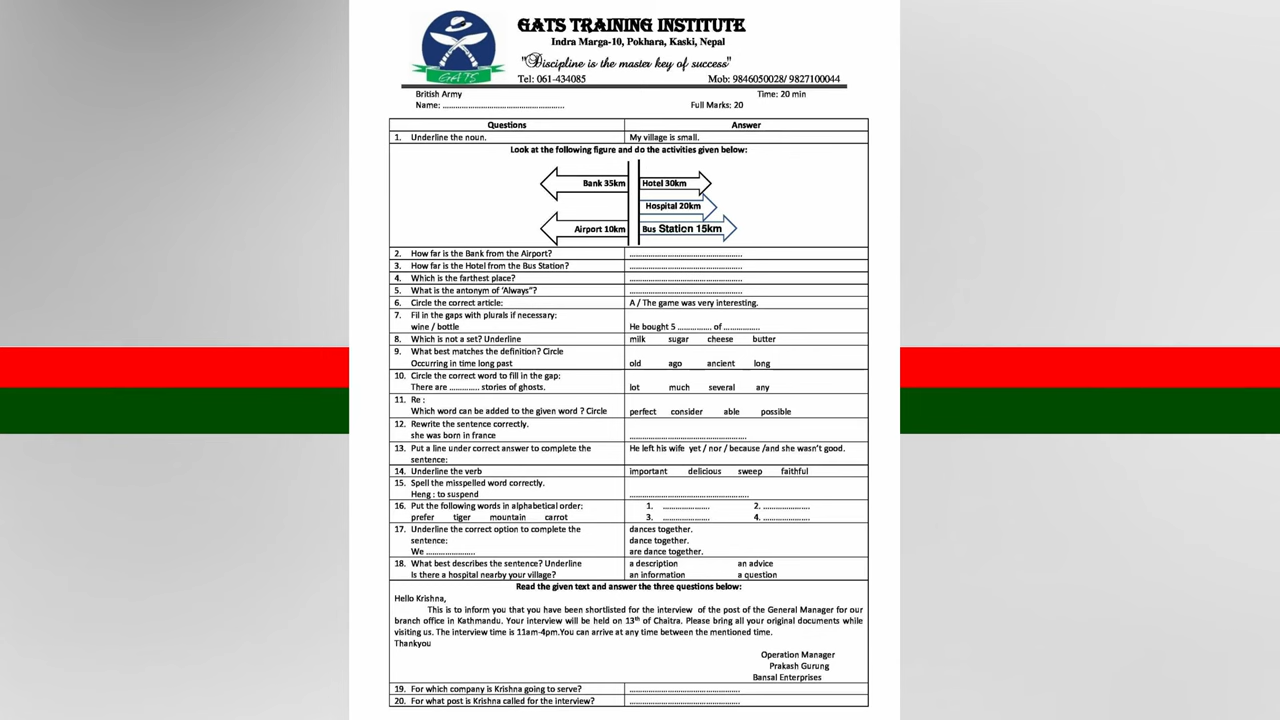 GATS TRAINING INSTITUTE
Indra Marga-10, Pokhara, Kaski, Nepal
"Discipline is the master key of success"
GATS
Tel: 061-434085 Mob: 9846050028/ 9827100044
British Army Time: 20 min
Name: ……………………………………………… Full Marks: 20
Questions Answer
1. Underline the noun. My village is small.
Look at the following figure and do the activities given below:
Bank 35km Hotel 30km
Hospital 20km
Airport 10km Bus Station 15km
2. How far is the Bank from the Airport? …………………………………………
3. How far is the Hotel from the Bus Station? …………………………………………
4. Which is the farthest place? …………………………………………
5. What is the antonym of 'Always"? …………………………………………
6. Circle the correct article: A / The game was very interesting.
7. Fil in the gaps with plurals if necessary:
wine / bottle He bought 5 ………….. of …………..
8. Which is not a set? Underline milk sugar cheese butter
9. What best matches the definition? Circle
Occurring in time long past old ago ancient long
10. Circle the correct word to fill in the gap:
There are ………….. stories of ghosts. lot much several any
11. Re :
Which word can be added to the given word ? Circle perfect consider able possible
12. Rewrite the sentence correctly.
she was born in france …………………………………………
13. Put a line under correct answer to complete the He left his wife yet / nor / because /and she wasn't good.
sentence:
14. Underline the verb important delicious sweep faithful
15. Spell the misspelled word correctly.
Heng : to suspend …………………………………………
16. Put the following words in alphabetical order: 1. ……………….. 2. ………………..
prefer tiger mountain carrot 3. ……………….. 4. ………………..
17. Underline the correct option to complete the dances together.
sentence: dance together.
We ………………….. are dance together.
18. What best describes the sentence? Underline a description an advice
Is there a hospital nearby your village? an information a question
Read the given text and answer the three questions below:
Hello Krishna,
This is to inform you that you have been shortlisted for the interview of the post of the General Manager for our
branch office in Kathmandu. Your interview will be held on 13th of Chaitra. Please bring all your original documents while
visiting us. The interview time is 11am-4pm.You can arrive at any time between the mentioned time.
Thankyou
Operation Manager
Prakash Gurung
Bansal Enterprises
19. For which company is Krishna going to serve? …………………………………………
20. For what post is Krishna called for the interview? …………………………………………